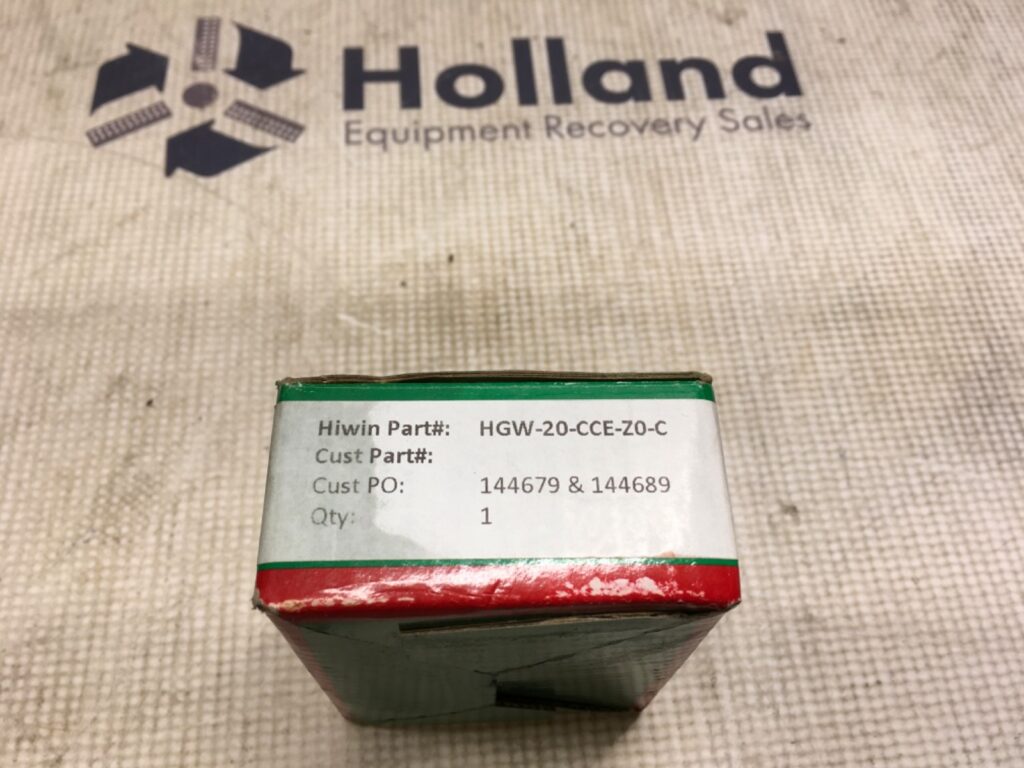 Holland
Equipment Recovery Sales
Hiwin Part#: HGW-20-CCE-Z0-C
Cust Part#:
Cust PO: 144679 & 144689
Qty: 1